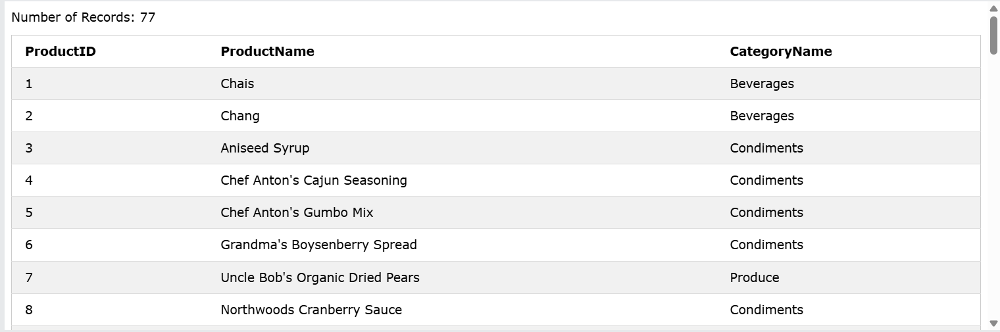 Number of Records: 77
ProductID ProductName CategoryName
1 Chais Beverages
2 Chang Beverages
3 Aniseed Syrup Condiments
4 Chef Anton's Cajun Seasoning Condiments
5 Chef Anton's Gumbo Mix Condiments
6 Grandma's Boysenberry Spread Condiments
7 Uncle Bob's Organic Dried Pears Produce
8 Northwoods Cranberry Sauce Condiments